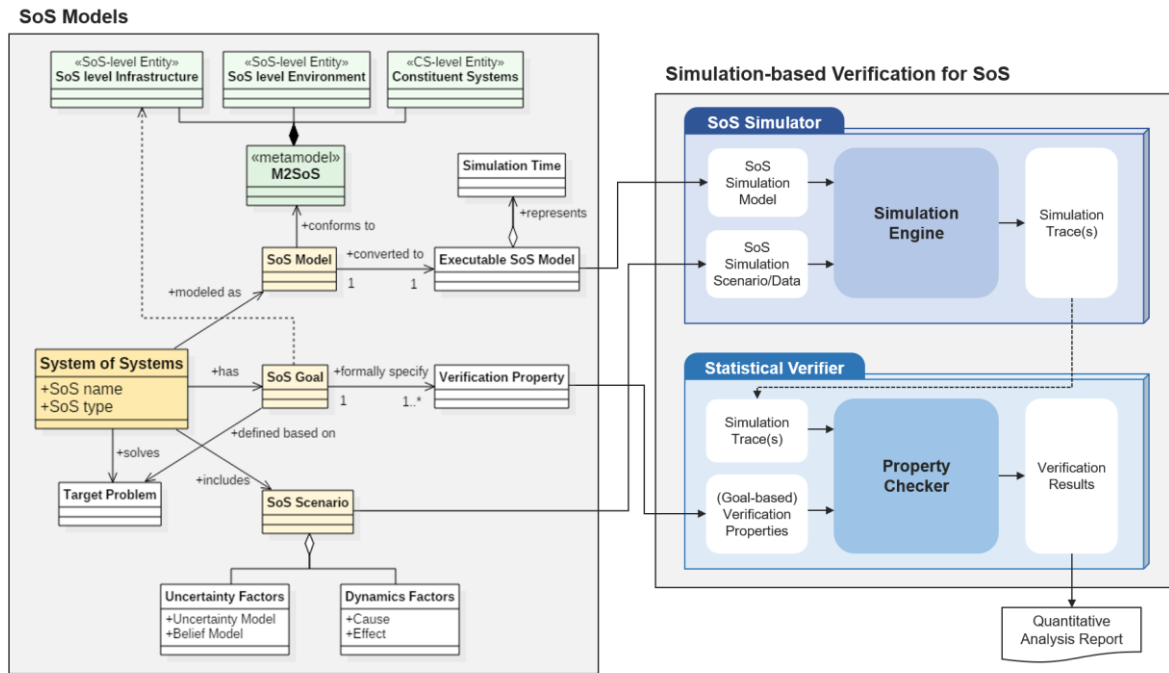 SoS Models
«SoS-level Entity»
SoS level Infrastructure
«SoS-level Entity»
SoS level Environment
«CS-level Entity»
Constituent Systems
«metamodel»
M2SoS
Simulation Time
+represents
+conforms to
SoS Model
+converted to
1
1
Executable SoS Model
+modeled as
System of Systems
+SoS name
+SoS type
+has
SoS Goal
+formally specify
1
1..*
Verification Property
+defined based on
+solves
+includes
Target Problem
SoS Scenario
Uncertainty Factors
+Uncertainty Model
+Belief Model
Dynamics Factors
+Cause
+Effect
Simulation-based Verification for SoS
SoS Simulator
SoS
Simulation
Model
SoS
Simulation
Scenario/Data
Simulation
Engine
Simulation
Trace(s)
Statistical Verifier
Simulation
Trace(s)
(Goal-based)
Verification
Properties
Property
Checker
Verification
Results
Quantitative
Analysis Report